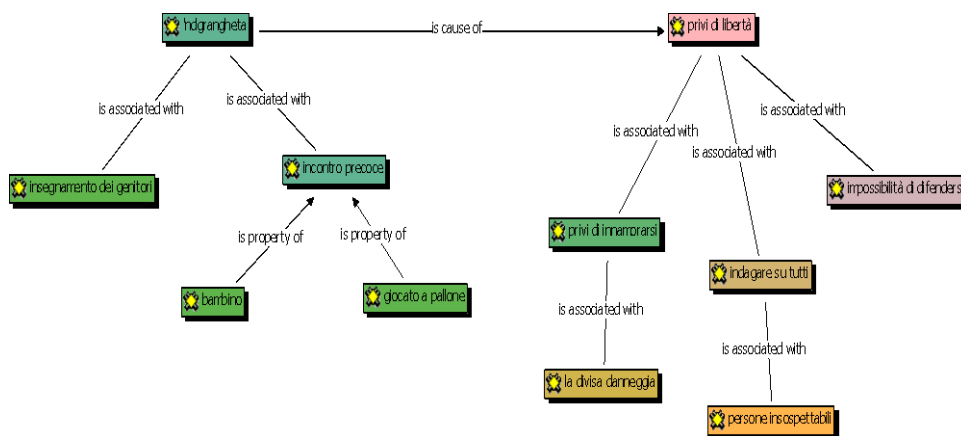 'ndgrangheta
is cause of
privi di libertà
is associated with
is associated with
is associated with
is associated with
is associated with
insegnamento dei genitori
incontro precoce
impossibilità di difenders
is property of
is property of
privi di innamorarsi
bambino
giocato a pallone
indagare su tutti
is associated with
is associated with
la divisa danneggia
persone insospettabili